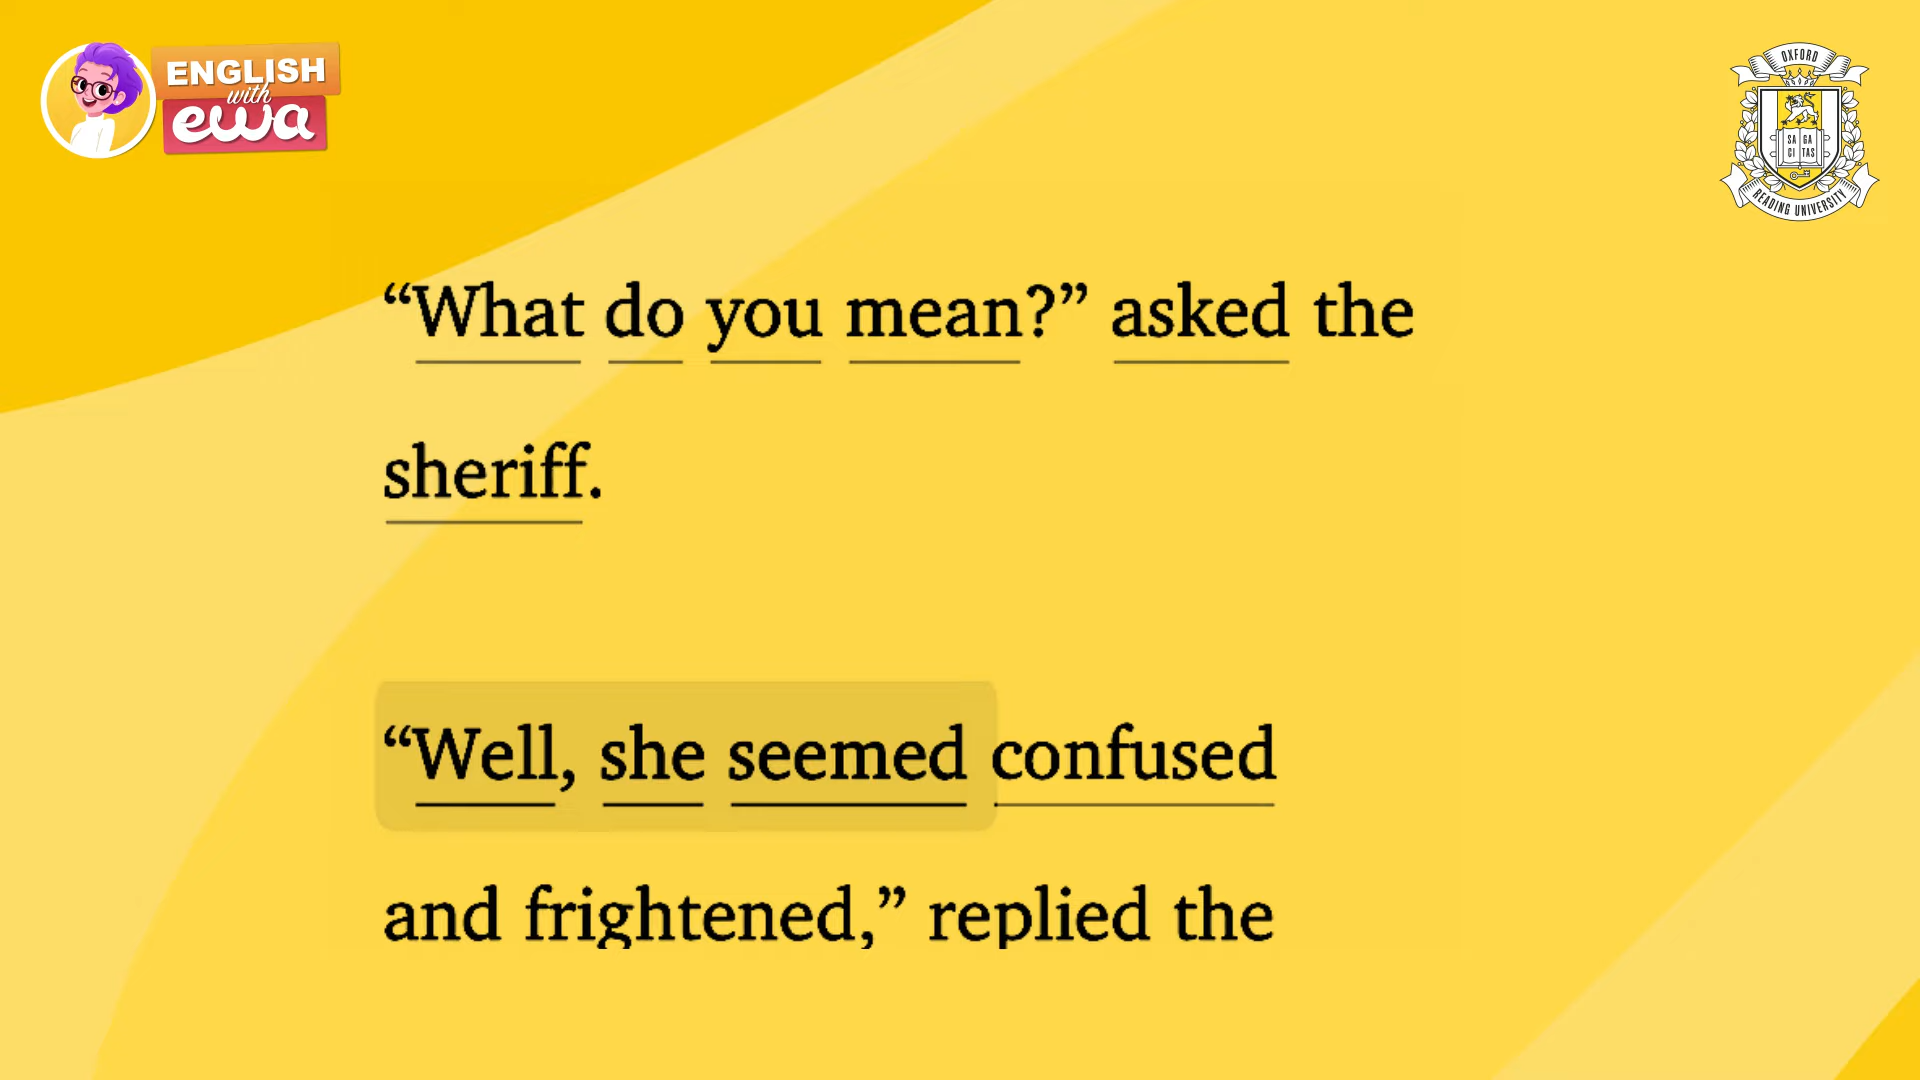 ENGLISH
with
ewa
OXFORD
SA GA
CI TAS
READING UNIVERSITY
“What do you mean?” asked the
sheriff.
“Well, she seemed confused
and frightened,” replied the